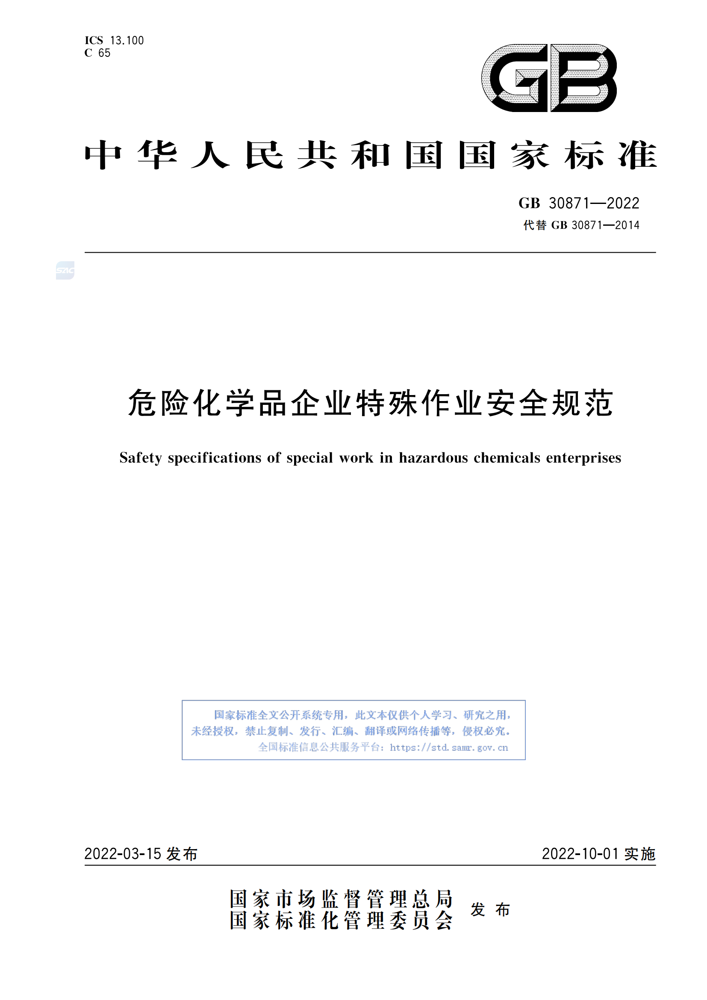 ICS 13.100
C 65
GB
中华人民共和国国家标准
GB 30871—2022
代替 GB 30871—2014
SAC
危险化学品企业特殊作业安全规范
Safety specifications of special work in hazardous chemicals enterprises
国家标准全文公开系统专用，此文本仅供个人学习、研究之用，
未经授权，禁止复制、发行、汇编、翻译或网络传播等，侵权必究。
全国标准信息公共服务平台：https://std.samr.gov.cn
2022-03-15 发布
2022-10-01 实施
国家市场监督管理总局
国家标准化管理委员会
发布